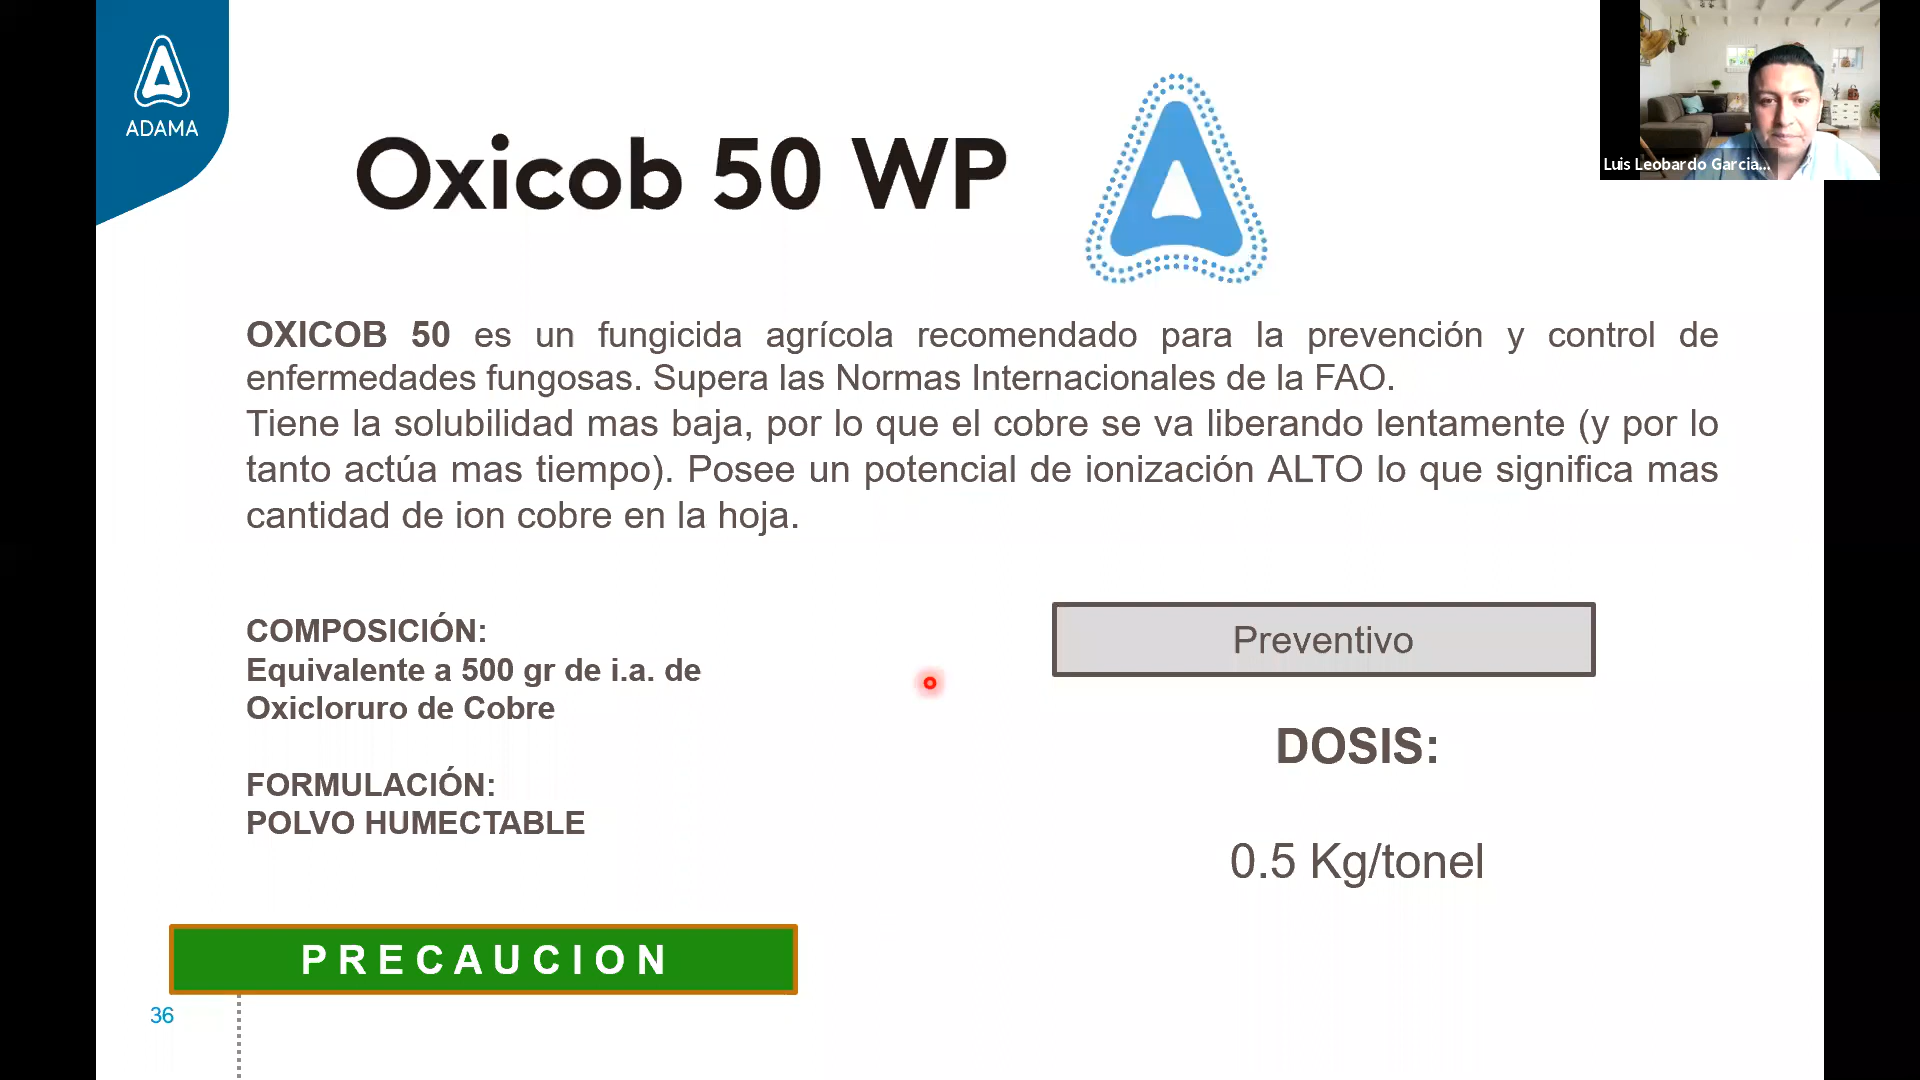 ADAMA
Oxicob 50 WP
Luis Leobardo Garcia...
OXICOB 50 es un fungicida agrícola recomendado para la prevención y control de
enfermedades fungosas. Supera las Normas Internacionales de la FAO.
Tiene la solubilidad mas baja, por lo que el cobre se va liberando lentamente (y por lo
tanto actúa mas tiempo). Posee un potencial de ionización ALTO lo que significa mas
cantidad de ion cobre en la hoja.
COMPOSICIÓN:
Equivalente a 500 gr de i.a. de
Oxicloruro de Cobre
FORMULACIÓN:
POLVO HUMECTABLE
Preventivo
DOSIS:
0.5 Kg/tonel
PRECAUCION
36